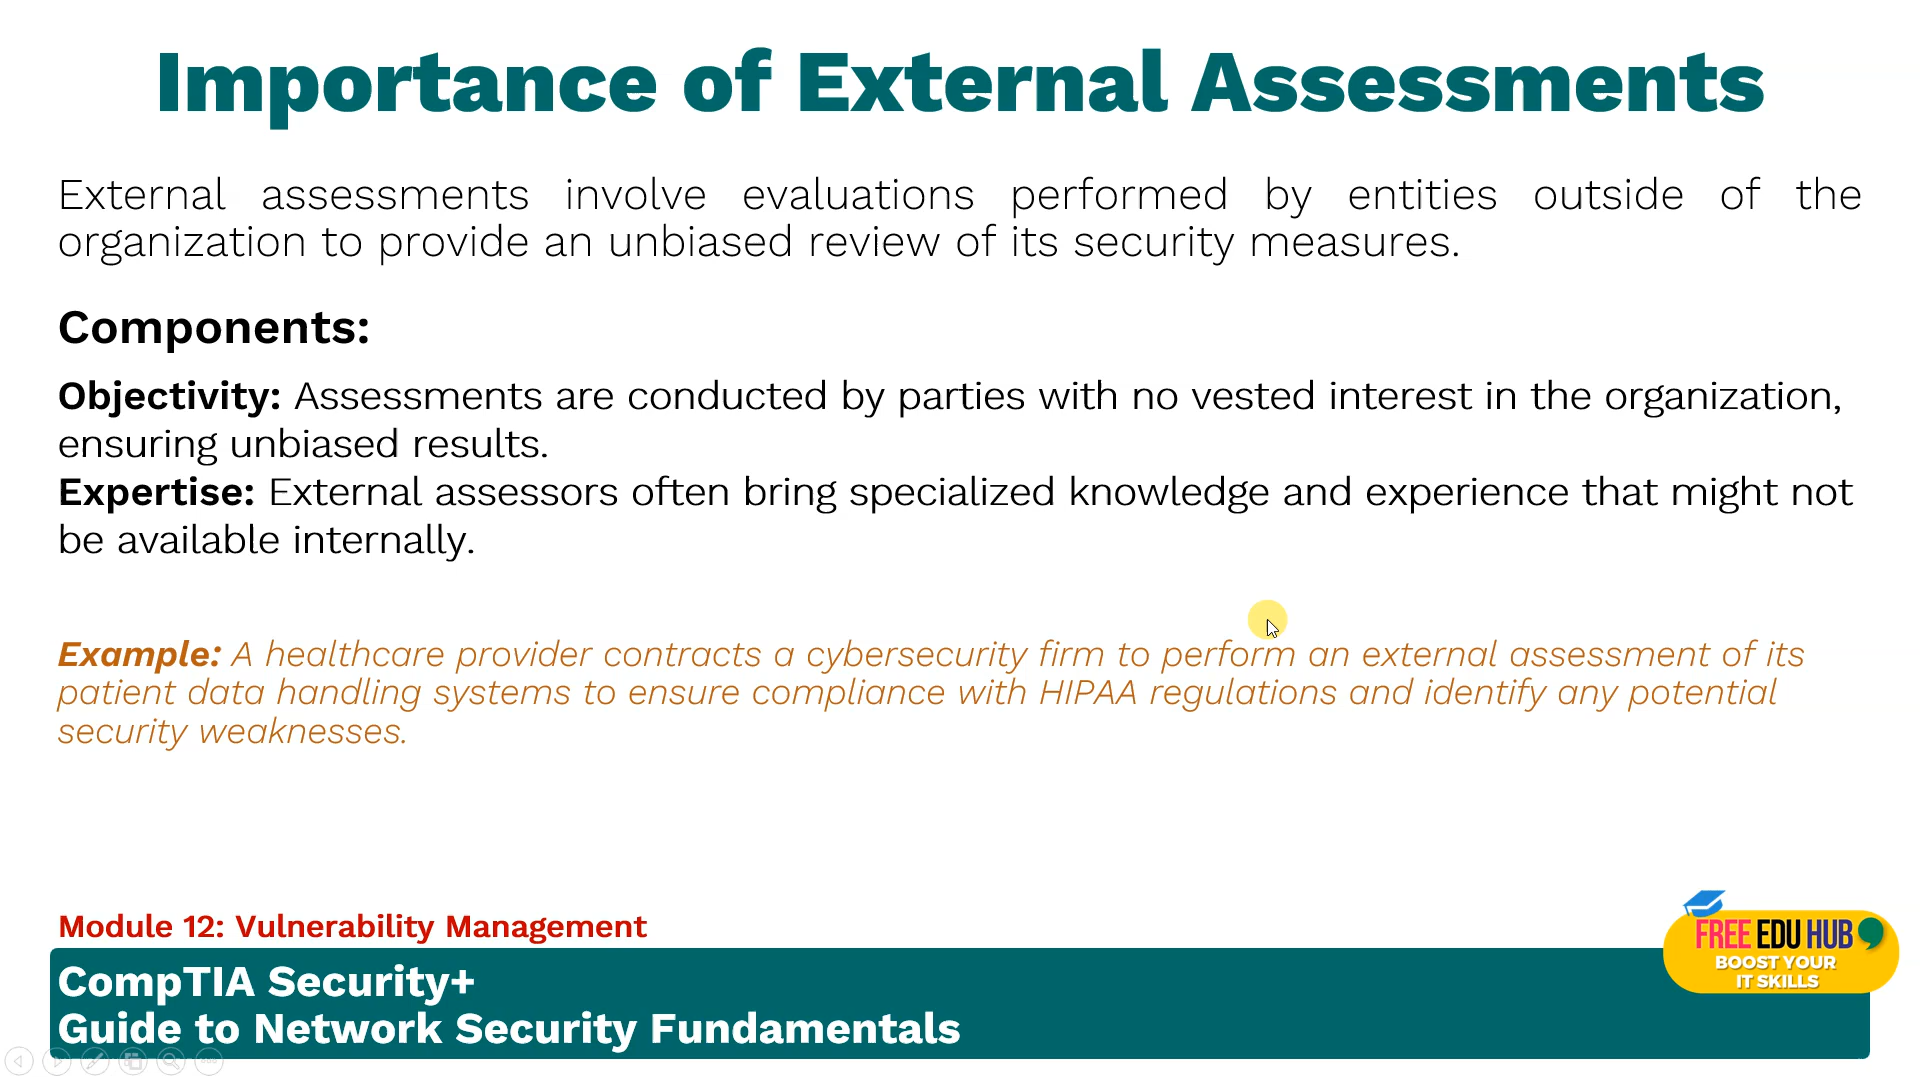 Importance of External Assessments
External assessments involve evaluations performed by entities outside of the
organization to provide an unbiased review of its security measures.
Components:
Objectivity: Assessments are conducted by parties with no vested interest in the organization,
ensuring unbiased results.
Expertise: External assessors often bring specialized knowledge and experience that might not
be available internally.
Example: A healthcare provider contracts a cybersecurity firm to perform an external assessment of its
patient data handling systems to ensure compliance with HIPAA regulations and identify any potential
security weaknesses.
Module 12: Vulnerability Management
CompTIA Security+
Guide to Network Security Fundamentals
FREE EDU HUB
BOOST YOUR
IT SKILLS